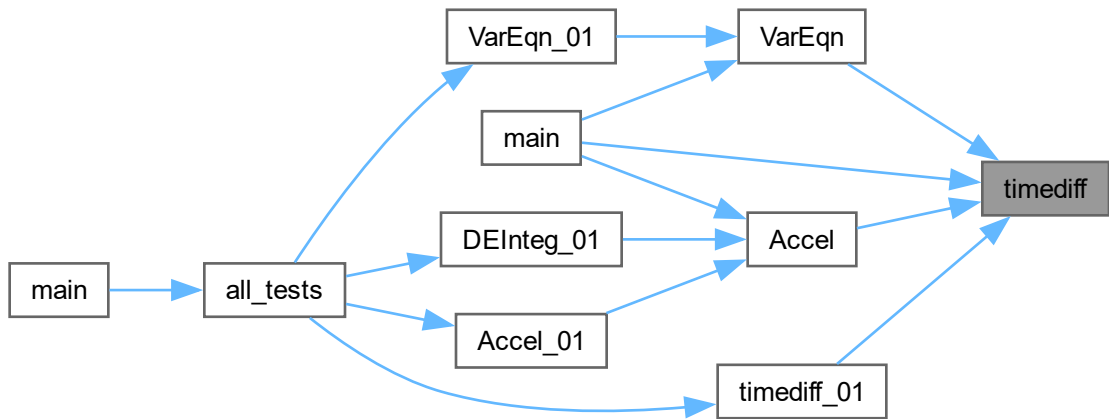 VarEqn_01
VarEqn
main
timediff
DEInteg_01
Accel
main
all_tests
Accel_01
timediff_01